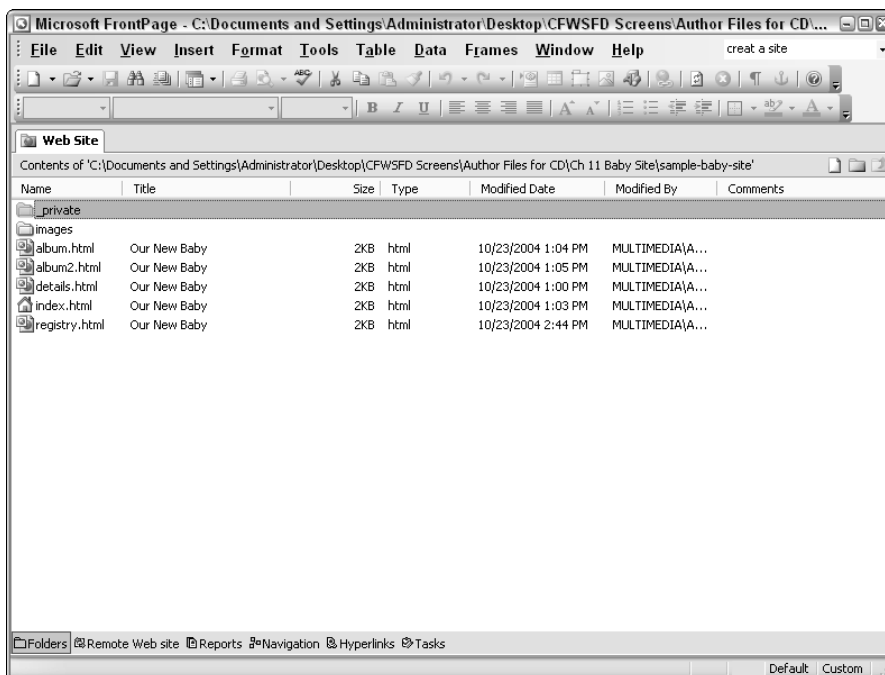 Microsoft FrontPage - C:\Documents and Settings\Administrator\Desktop\CFWSFD Screens\Author Files for CD\...
File Edit View Insert Format Tools Table Data Frames Window Help creat a site
ABC
B I U A A ab A
Web Site
Contents of 'C:\Documents and Settings\Administrator\Desktop\CFWSFD Screens\Author Files for CD\Ch 11 Baby Site\sample-baby-site'
Name Title Size Type Modified Date Modified By Comments
_private
images
album.html Our New Baby 2KB html 10/23/2004 1:04 PM MULTIMEDIA\A...
album2.html Our New Baby 2KB html 10/23/2004 1:05 PM MULTIMEDIA\A...
details.html Our New Baby 2KB html 10/23/2004 1:00 PM MULTIMEDIA\A...
index.html Our New Baby 2KB html 10/23/2004 1:03 PM MULTIMEDIA\A...
registry.html Our New Baby 2KB html 10/23/2004 2:44 PM MULTIMEDIA\A...
Folders Remote Web site Reports Navigation Hyperlinks Tasks
Default Custom